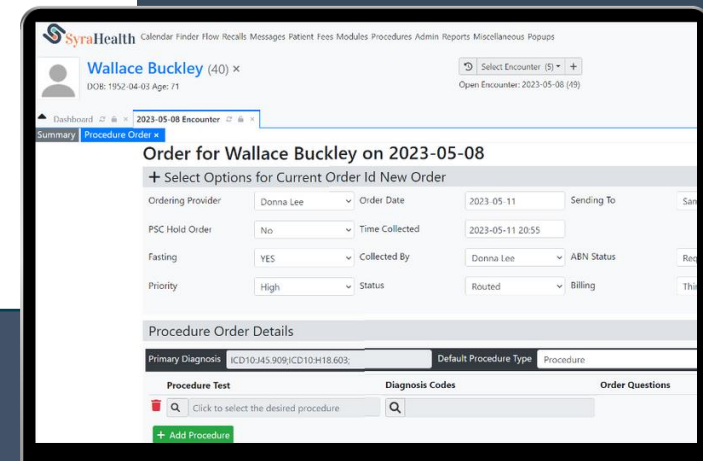 SyraHealth Calendar Finder Flow Recalls Messages Patient Fees Modules Procedures Admin Reports Miscellaneous Popups
Wallace Buckley (40) ×
Select Encounter (5) +
DOB: 1952-04-03 Age: 71
Open Encounter: 2023-05-08 (49)
Dashboard × 2023-05-08 Encounter ×
Summary Procedure Order ×
Order for Wallace Buckley on 2023-05-08
+ Select Options for Current Order Id New Order
Ordering Provider Donna Lee Order Date 2023-05-11 Sending To San
PSC Hold Order No Time Collected 2023-05-11 20:55
Fasting YES Collected By Donna Lee ABN Status Req
Priority High Status Routed Billing Thi
Procedure Order Details
Primary Diagnosis ICD10:J45.909;ICD10:H18.603; Default Procedure Type Procedure
Procedure Test Diagnosis Codes Order Questions
Click to select the desired procedure
+ Add Procedure